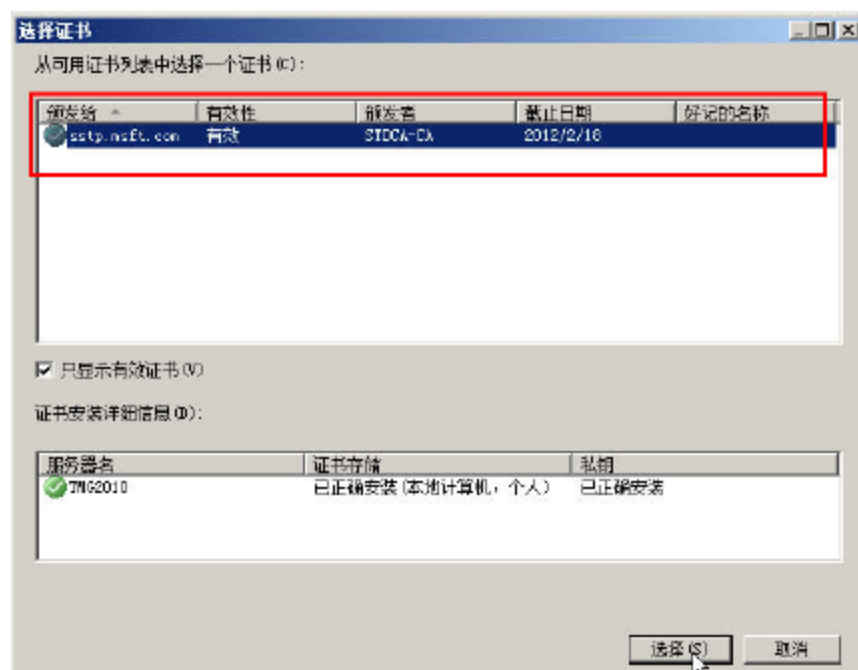 选择证书
从可用证书列表中选择一个证书(C):
颁发给 有效性 颁发者 截止日期 好记的名称
sstp.msft.com 有效 STDCA-CA 2012/2/18
只显示有效证书(V)
证书安装详细信息(D):
服务器名 证书存储 私钥
TMG2010 已正确安装(本地计算机，个人) 已正确安装
选择(S) 取消